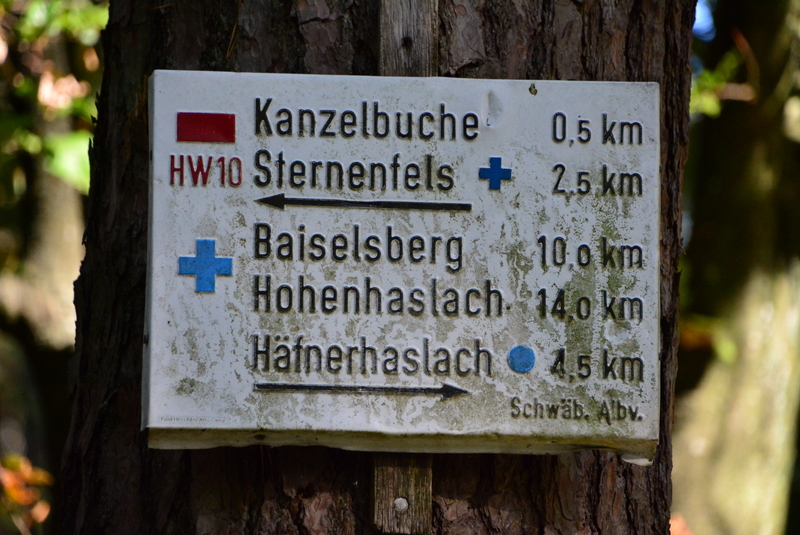 Kanzelbuche 0,5 km
HW10 Sternenfels 2,5 km
Baiselsberg 10,0 km
Hohenhaslach 14,0 km
Häfnerhaslach 4,5 km
Schwäb. Albv.